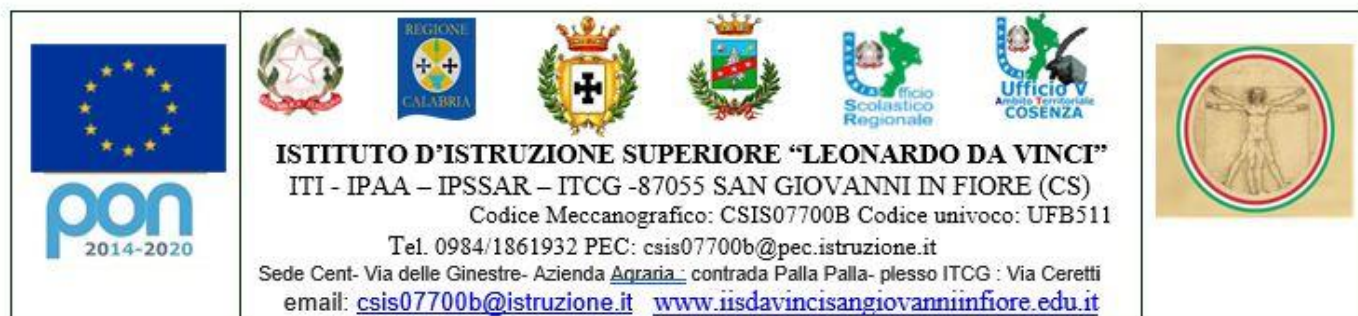 pon
2014-2020
REPVBBLICA ITALIANA
REGIONE
CALABRIA
Ufficio
Scolastico
Regionale
Ufficio V
Ambito Territoriale
COSENZA
ISTITUTO D’ISTRUZIONE SUPERIORE “LEONARDO DA VINCI”
ITI - IPAA – IPSSAR – ITCG -87055 SAN GIOVANNI IN FIORE (CS)
Codice Meccanografico: CSIS07700B Codice univoco: UFB511
Tel. 0984/1861932 PEC: csis07700b@pec.istruzione.it
Sede Cent- Via delle Ginestre- Azienda Agraria : contrada Palla Palla- plesso ITCG : Via Ceretti
email: csis07700b@istruzione.it www.iisdavincisangiovanniinfiore.edu.it